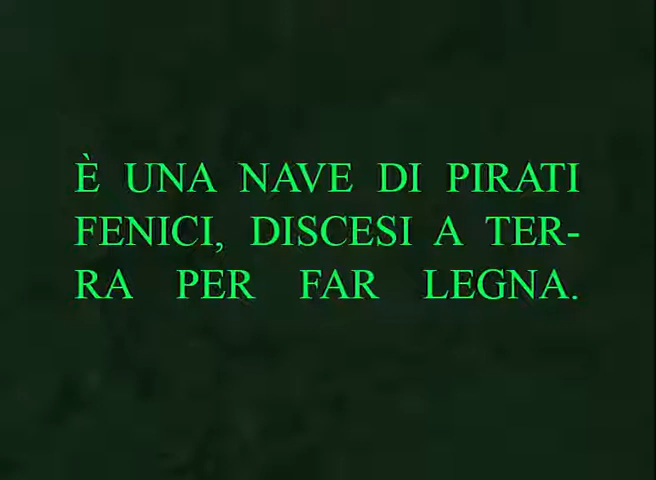 È UNA NAVE DI PIRATI
FENICI, DISCESI A TER-
RA PER FAR LEGNA.